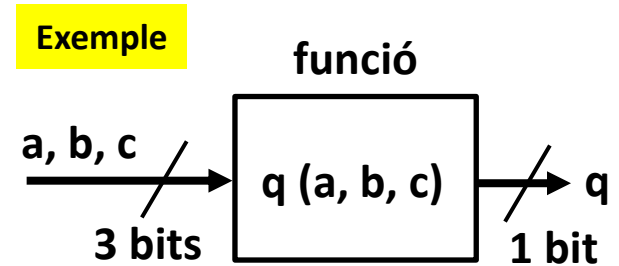 Exemple
funció
a, b, c
q (a, b, c)
q
3 bits
1 bit